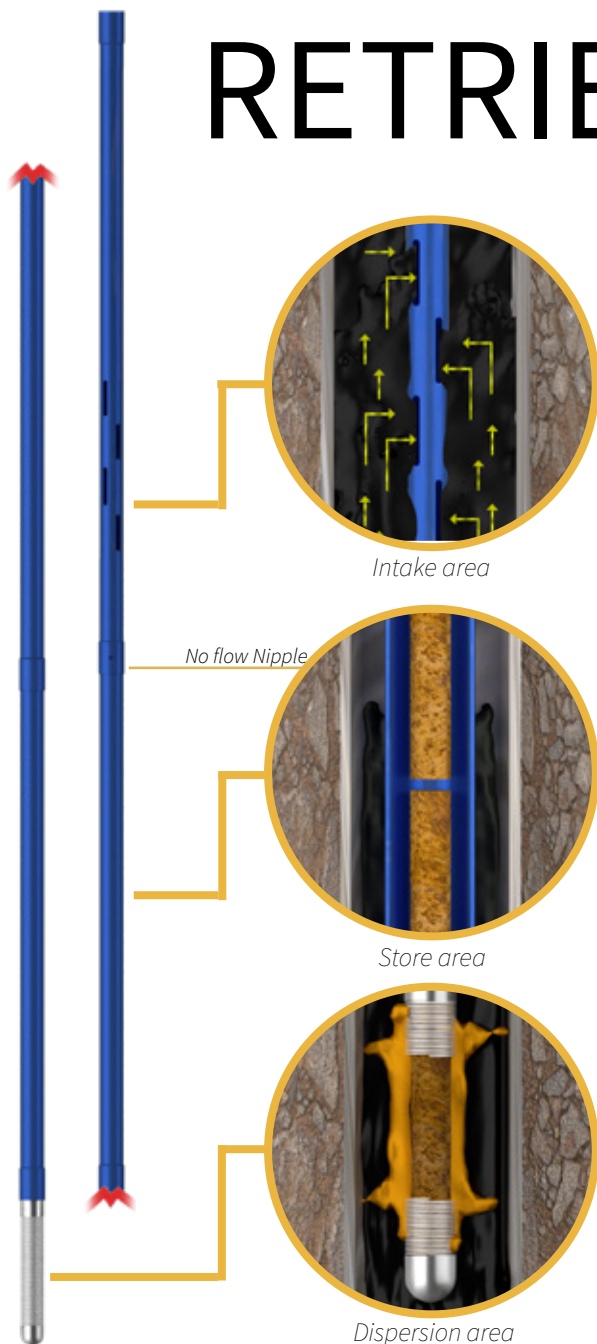 RETRIE
Intake area
No flow Nipple
Store area
Dispersion area